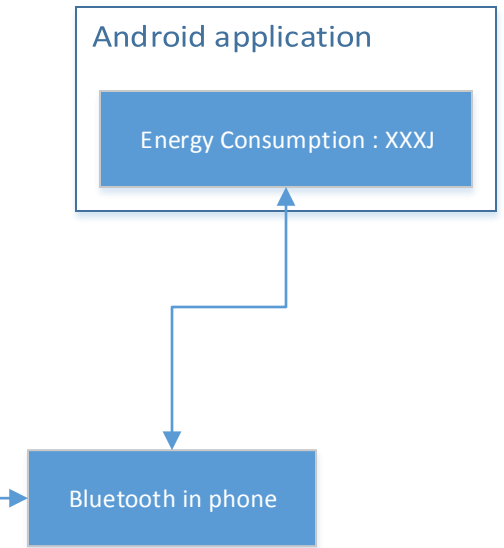 Android application
Energy Consumption : XXXJ
Bluetooth in phone